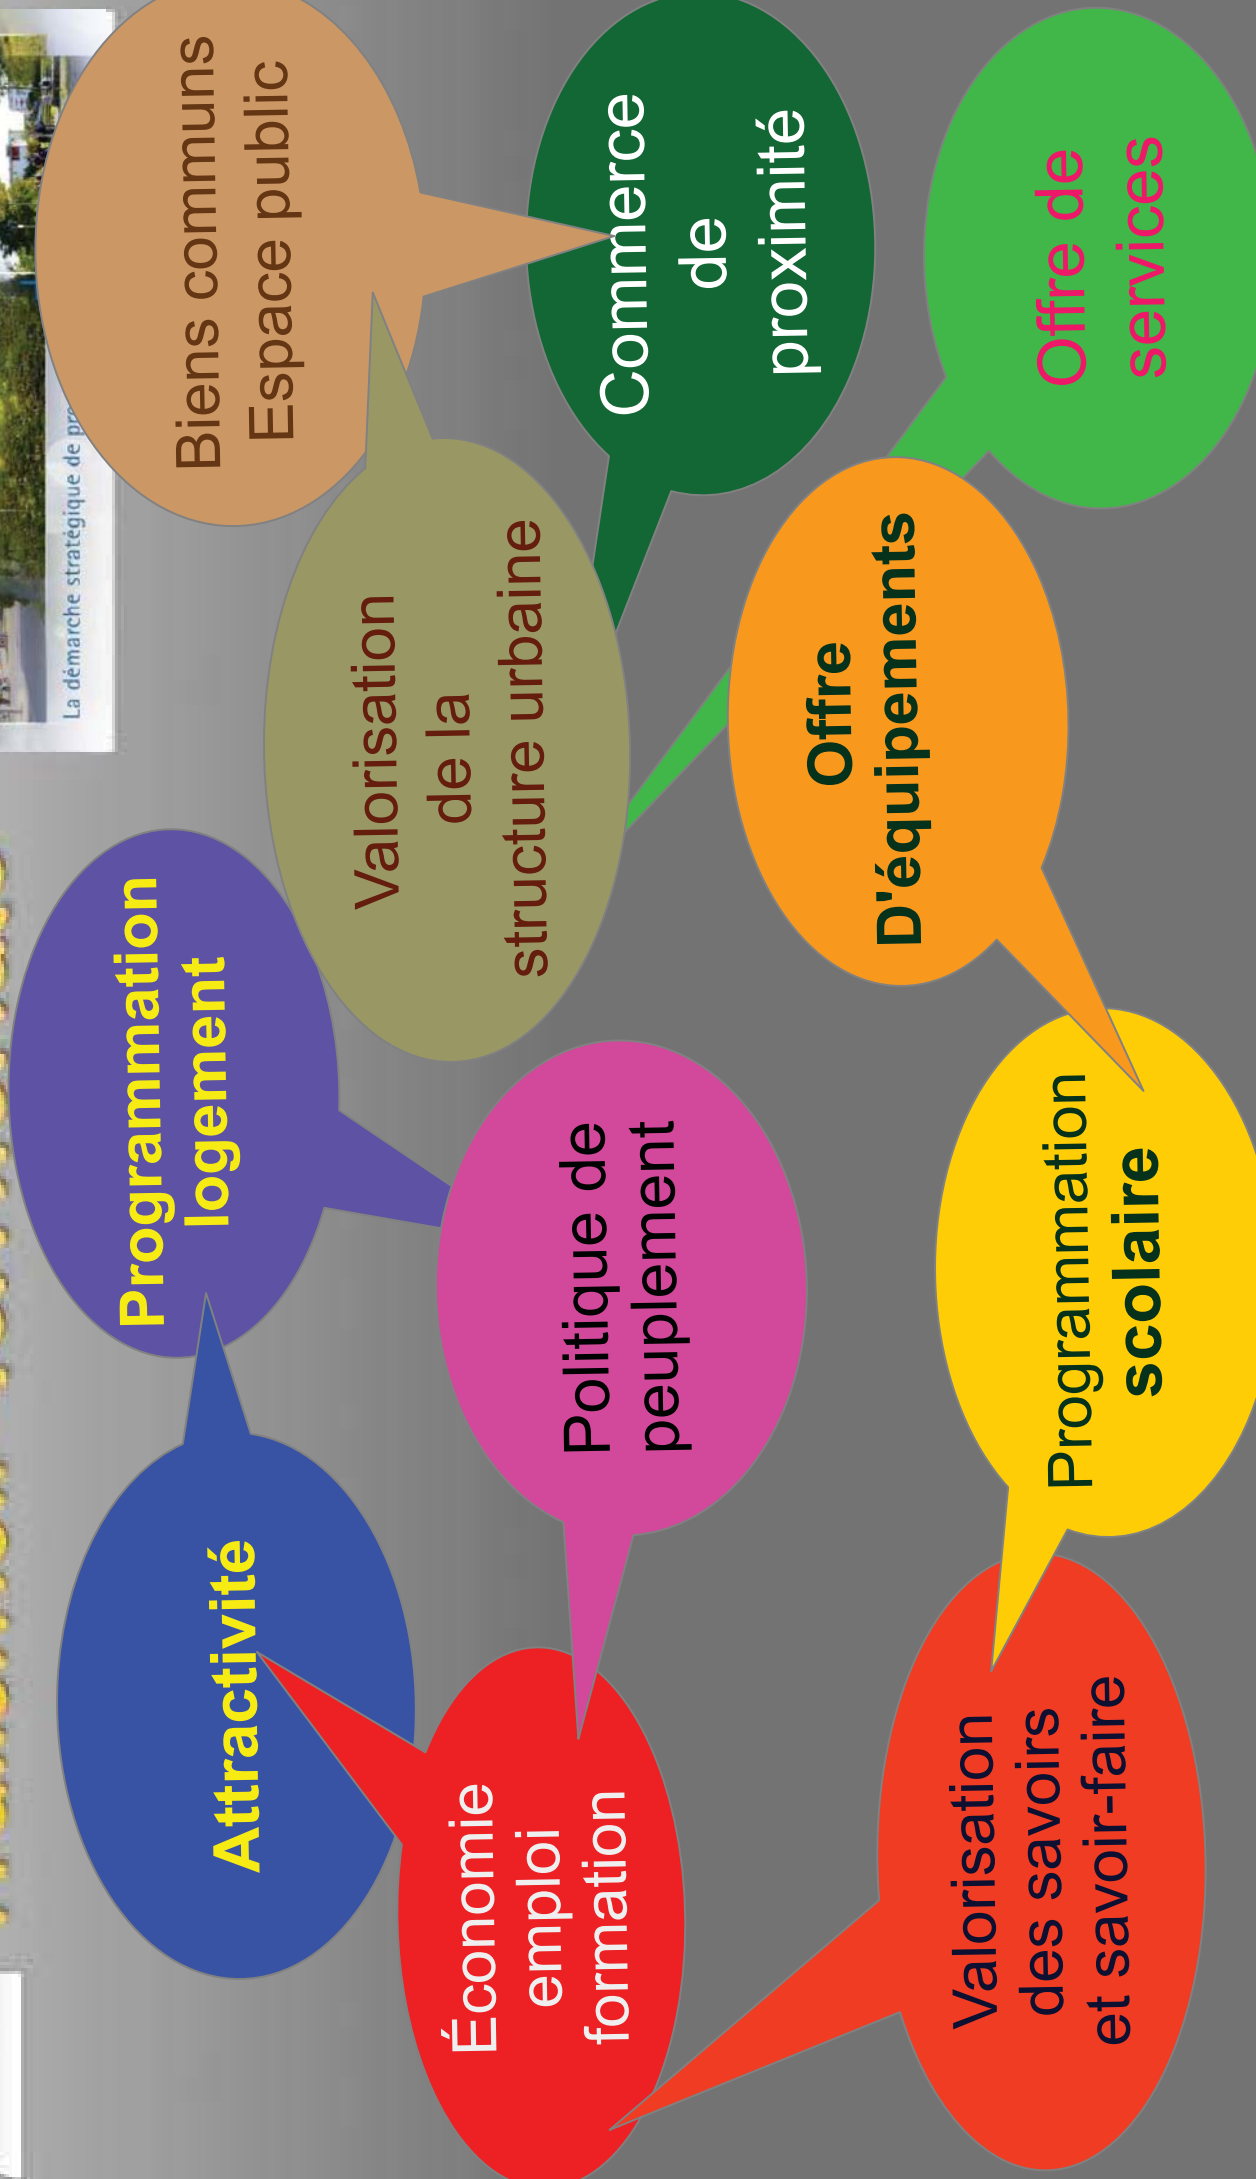 La démarche stratégique de
Attractivité
Programmation
logement
Biens communs
Espace public
Valorisation
de la
structure urbaine
Économie
emploi
formation
Politique de
peuplement
Commerce
de
proximité
Offre
D'équipements
Valorisation
des savoirs
et savoir-faire
Programmation
scolaire
Offre de
services